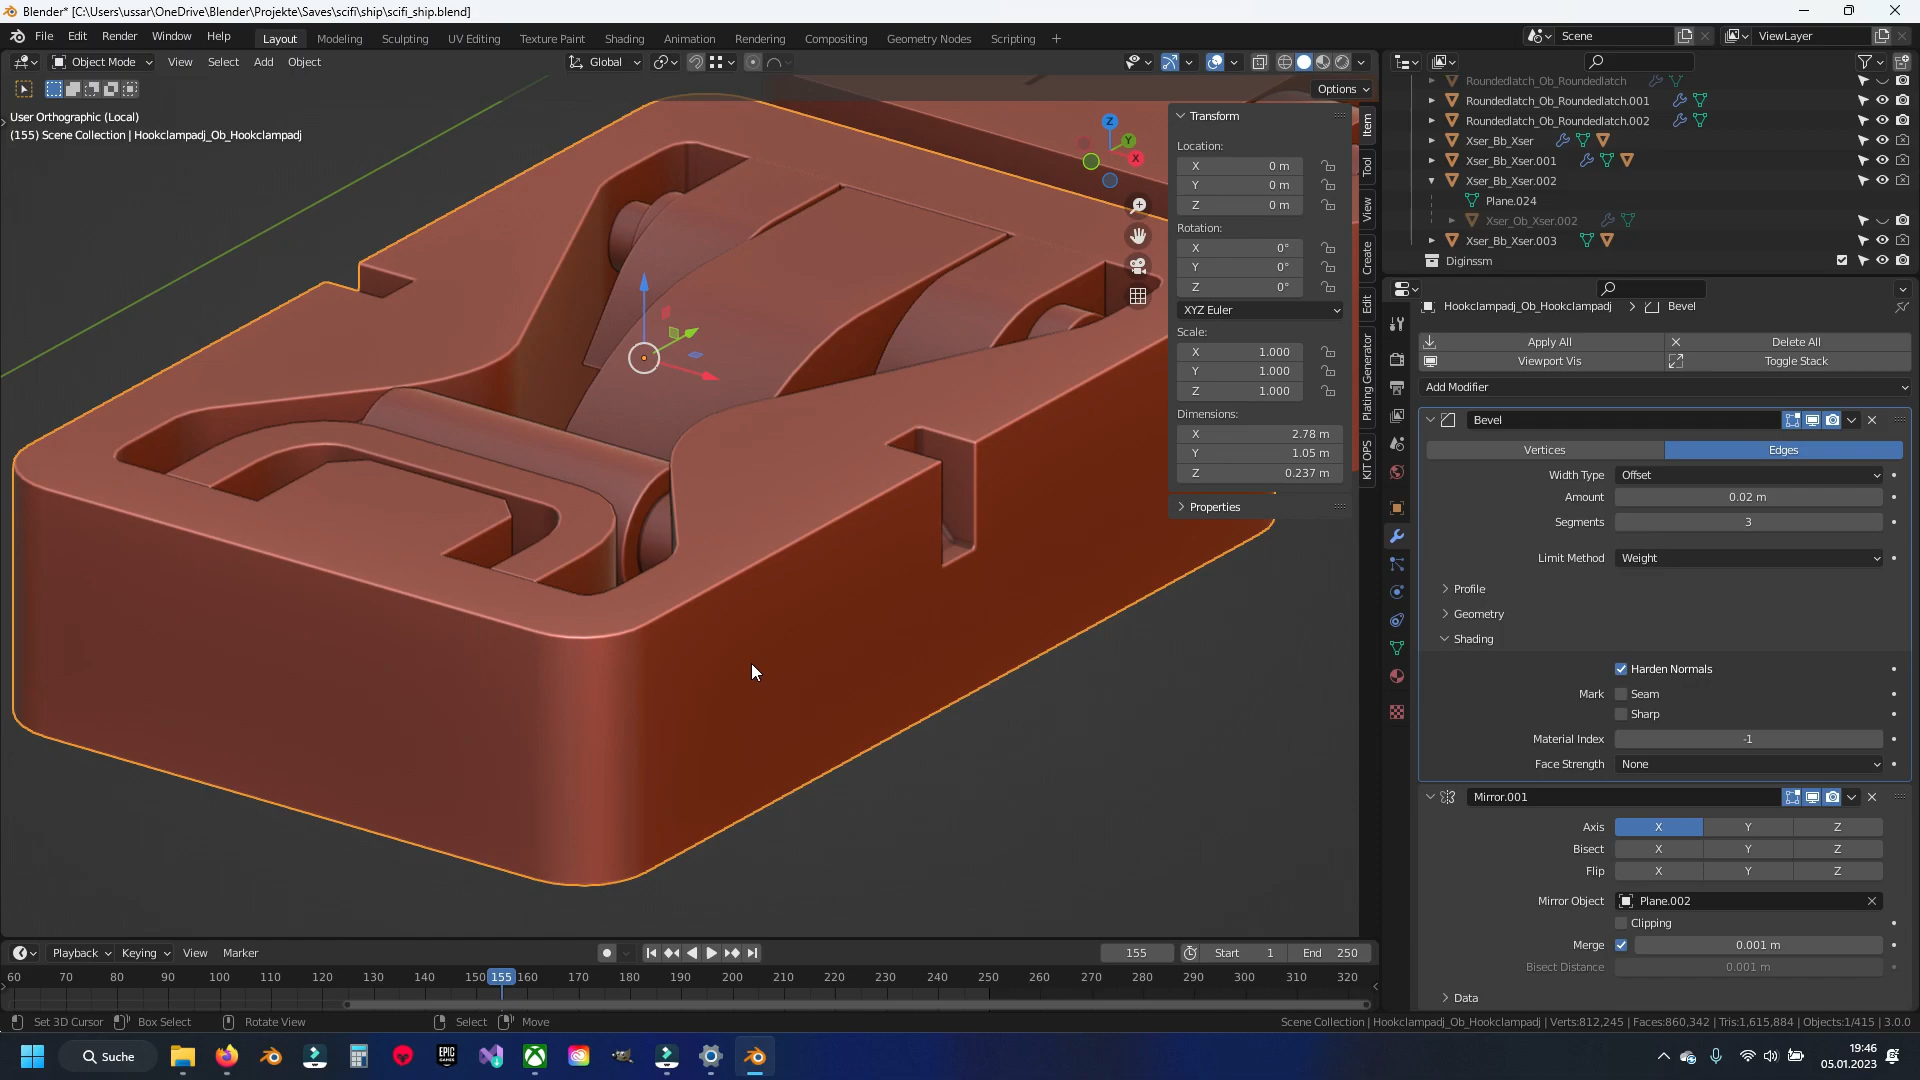 Blender* [C:\Users\ussar\OneDrive\Blender\Projekte\Saves\scifi\ship\scifi_ship.blend]
File Edit Render Window Help Layout Modeling Sculpting UV Editing Texture Paint Shading Animation Rendering Compositing Geometry Nodes Scripting + Scene ViewLayer
Object Mode View Select Add Object Global
Options
User Orthographic (Local)
(155) Scene Collection | Hookclampadj_Ob_Hookclampadj
Z
Y
X
Transform
Location:
X 0 m
Y 0 m
Z 0 m
Rotation:
X 0°
Y 0°
Z 0°
XYZ Euler
Scale:
X 1.000
Y 1.000
Z 1.000
Dimensions:
X 2.78 m
Y 1.05 m
Z 0.237 m
Properties
Item
Tool
View
Create
Edit
Plating Generator
KIT OPS
Roundedlatch_Ob_Roundedlatch
Roundedlatch_Ob_Roundedlatch.001
Roundedlatch_Ob_Roundedlatch.002
Xser_Bb_Xser
Xser_Bb_Xser.001
Xser_Bb_Xser.002
Plane.024
Xser_Ob_Xser.002
Xser_Bb_Xser.003
Diginssm
Hookclampadj_Ob_Hookclampadj > Bevel
Apply All Delete All
Viewport Vis Toggle Stack
Add Modifier
Bevel
Vertices Edges
Width Type Offset
Amount 0.02 m
Segments 3
Limit Method Weight
Profile
Geometry
Shading
Harden Normals
Mark Seam
Sharp
Material Index -1
Face Strength None
Mirror.001
Axis X Y Z
Bisect X Y Z
Flip X Y Z
Mirror Object Plane.002
Clipping
Merge 0.001 m
Bisect Distance 0.001 m
Data
Playback Keying View Marker 155 Start 1 End 250
60 70 80 90 100 110 120 130 140 150 155 160 170 180 190 200 210 220 230 240 250 260 270 280 290 300 310 320
Set 3D Cursor Box Select Rotate View Select Move Scene Collection | Hookclampadj_Ob_Hookclampadj | Verts:812,245 | Faces:860,342 | Tris:1,615,884 | Objects:1/415 | 3.0.0
Suche EPIC GAMES 19:46
05.01.2023